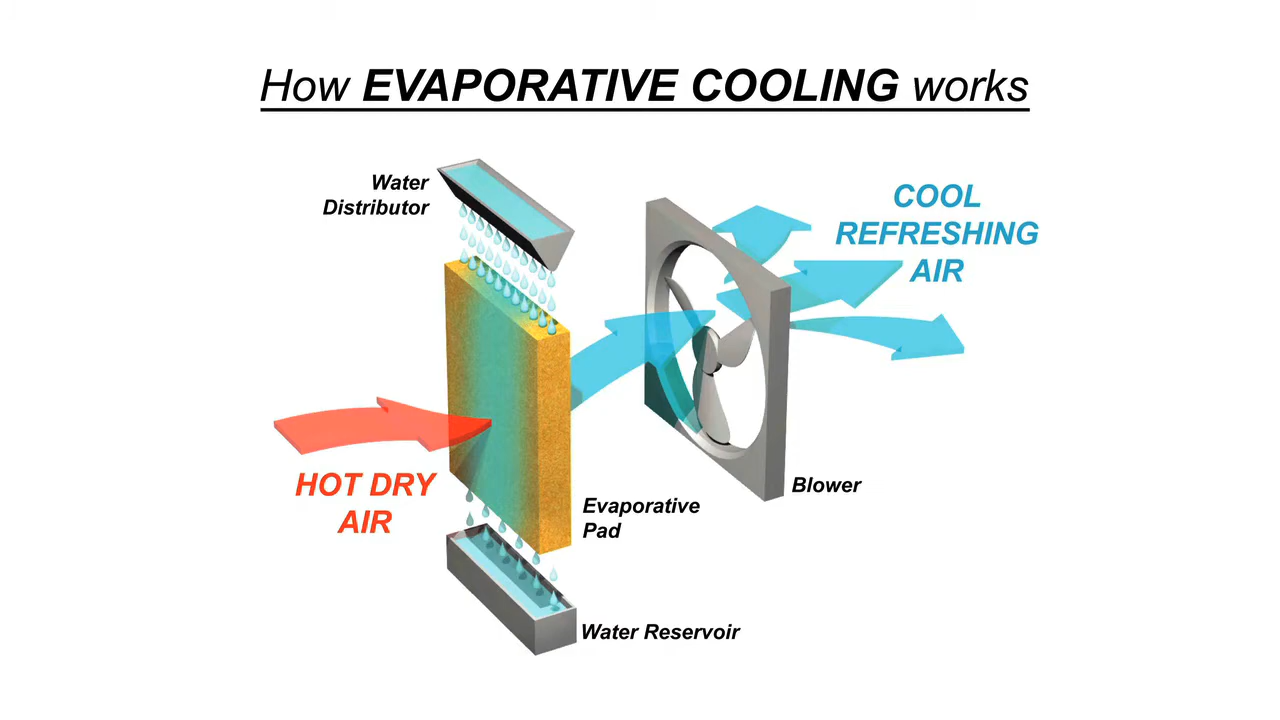 How EVAPORATIVE COOLING works
Water
Distributor
COOL
REFRESHING
AIR
HOT DRY
AIR
Blower
Evaporative
Pad
Water Reservoir